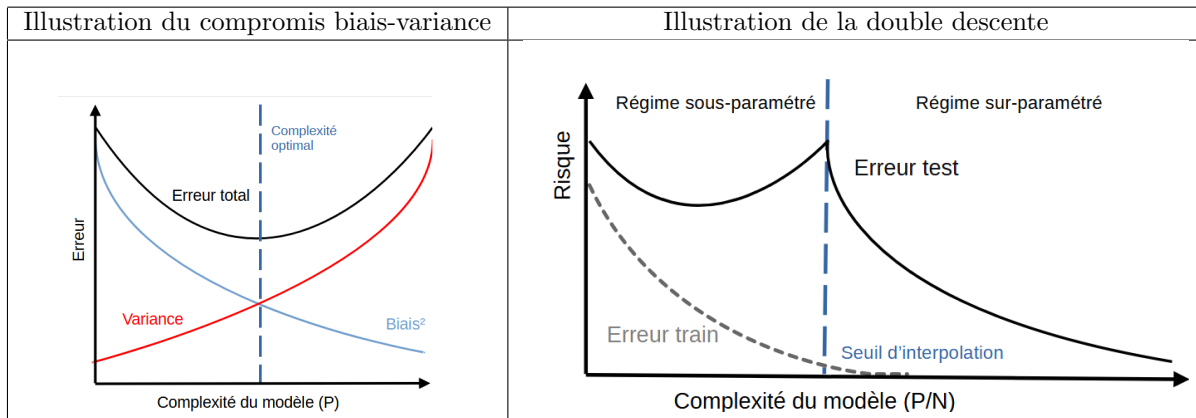 Illustration du compromis biais-variance
Illustration de la double descente
Complexité
optimal
Erreur total
Erreur
Variance
Biais²
Complexité du modèle (P)
Régime sous-paramétré
Régime sur-paramétré
Risque
Erreur test
Erreur train
Seuil d'interpolation
Complexité du modèle (P/N)